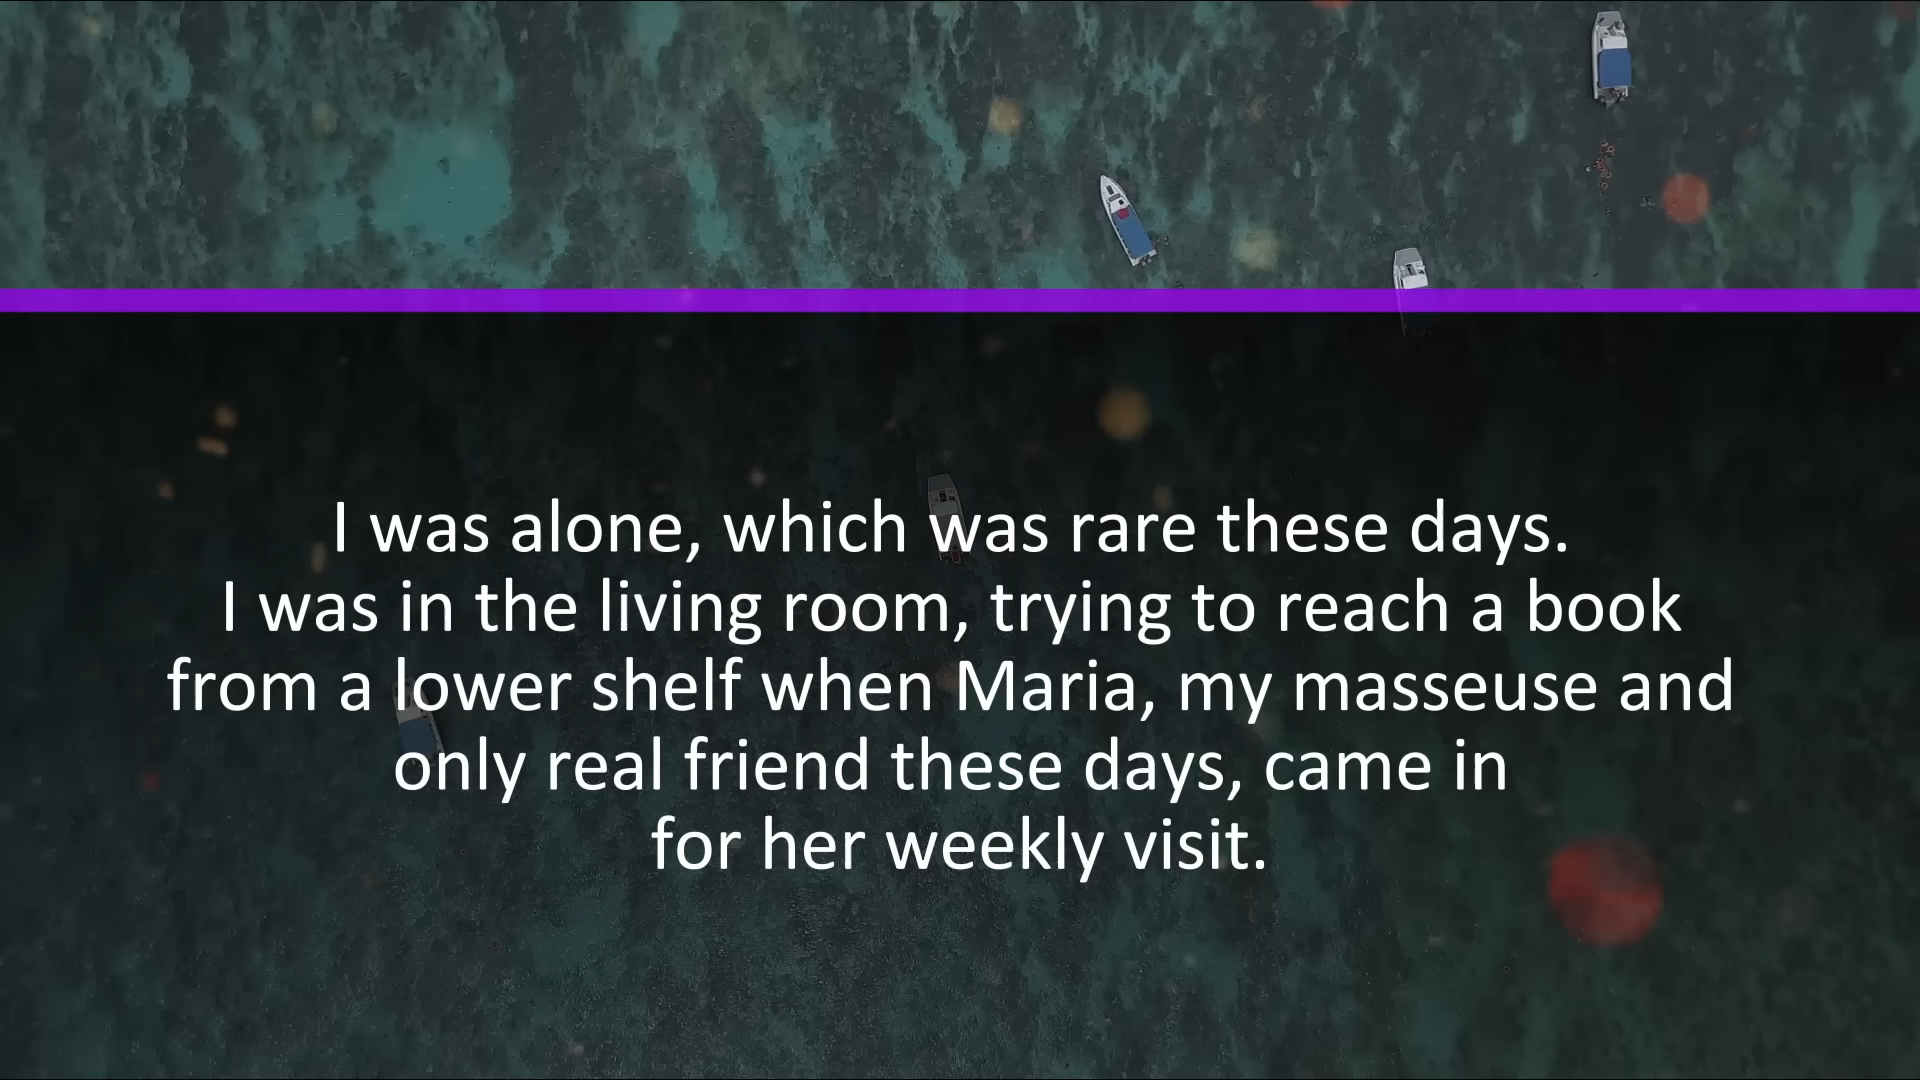 I was alone, which was rare these days.
I was in the living room, trying to reach a book
from a lower shelf when Maria, my masseuse and
only real friend these days, came in
for her weekly visit.